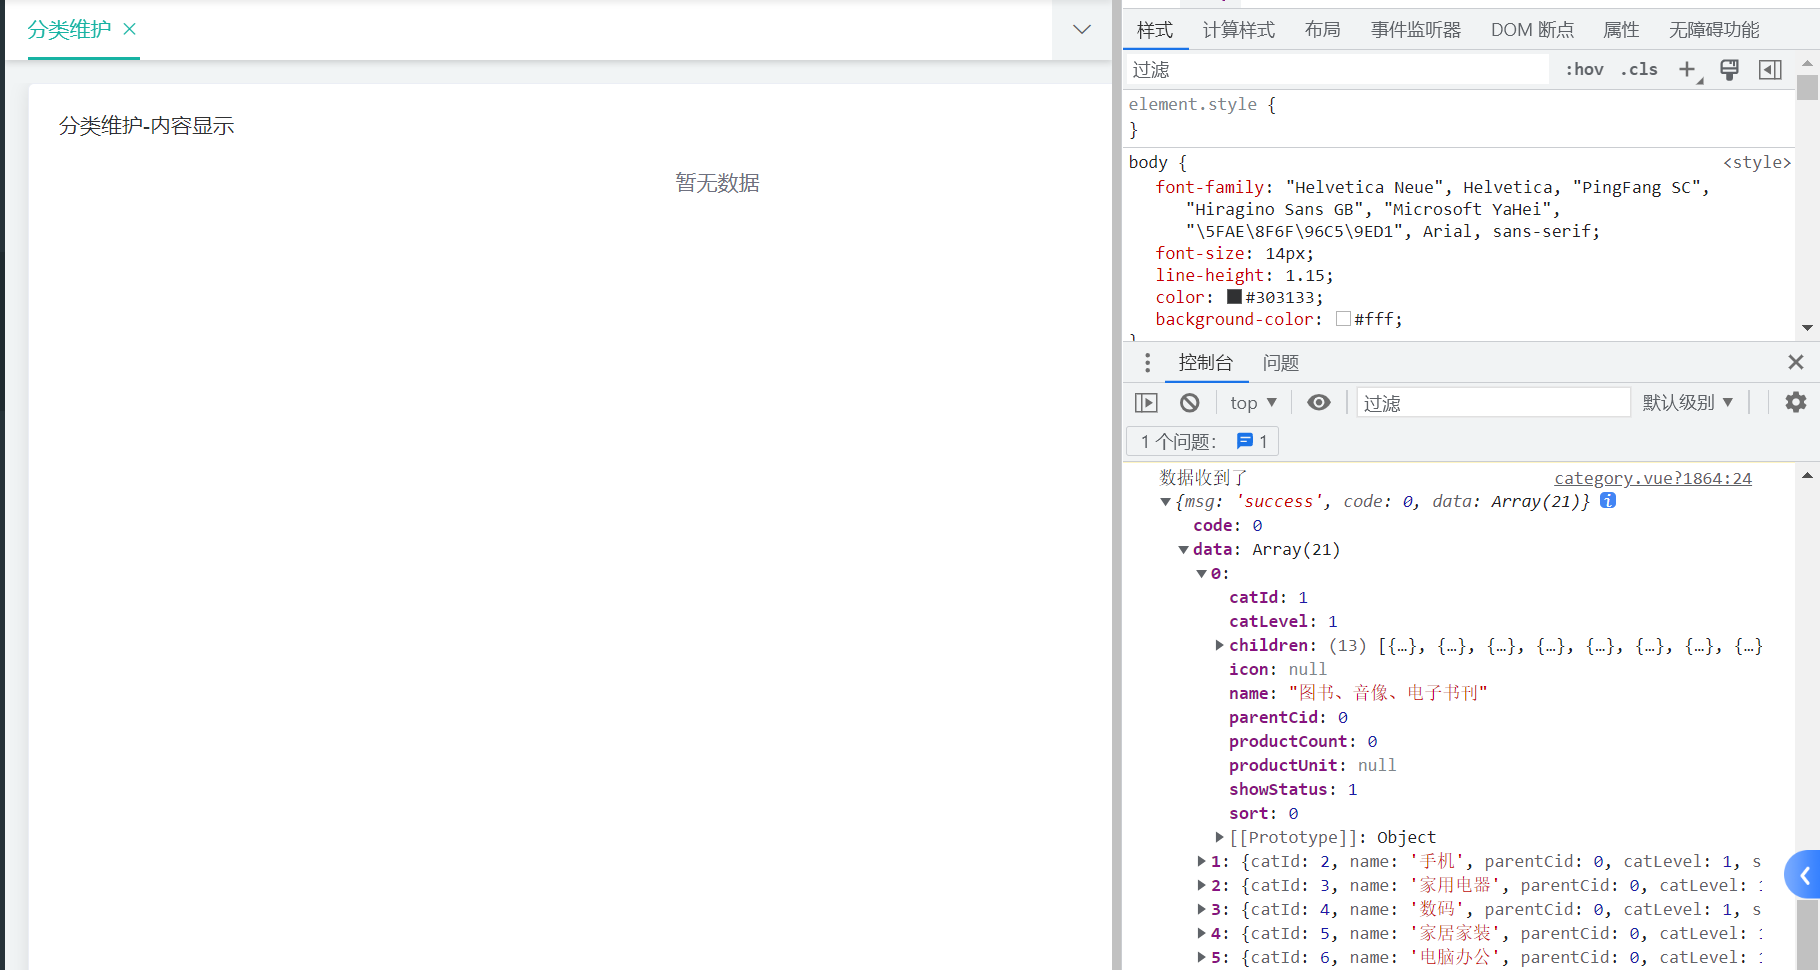 分类维护
分类维护-内容显示
暂无数据
样式 计算样式 布局 事件监听器 DOM 断点 属性 无障碍功能
过滤 :hov .cls
element.style {
}
body { <style>
font-family: "Helvetica Neue", Helvetica, "PingFang SC",
"Hiragino Sans GB", "Microsoft YaHei",
"\5FAE\8F6F\96C5\9ED1", Arial, sans-serif;
font-size: 14px;
line-height: 1.15;
color: #303133;
background-color: #fff;
}
控制台 问题
top 过滤 默认级别
1 个问题: 1
数据收到了 category.vue?1864:24
{msg: 'success', code: 0, data: Array(21)}
code: 0
data: Array(21)
0:
catId: 1
catLevel: 1
children: (13) [{…}, {…}, {…}, {…}, {…}, {…}, {…}, {…}
icon: null
name: "图书、音像、电子书刊"
parentCid: 0
productCount: 0
productUnit: null
showStatus: 1
sort: 0
[[Prototype]]: Object
1: {catId: 2, name: '手机', parentCid: 0, catLevel: 1, s
2: {catId: 3, name: '家用电器', parentCid: 0, catLevel: 1
3: {catId: 4, name: '数码', parentCid: 0, catLevel: 1, s
4: {catId: 5, name: '家居家装', parentCid: 0, catLevel: 1
5: {catId: 6, name: '电脑办公', parentCid: 0, catLevel: 1